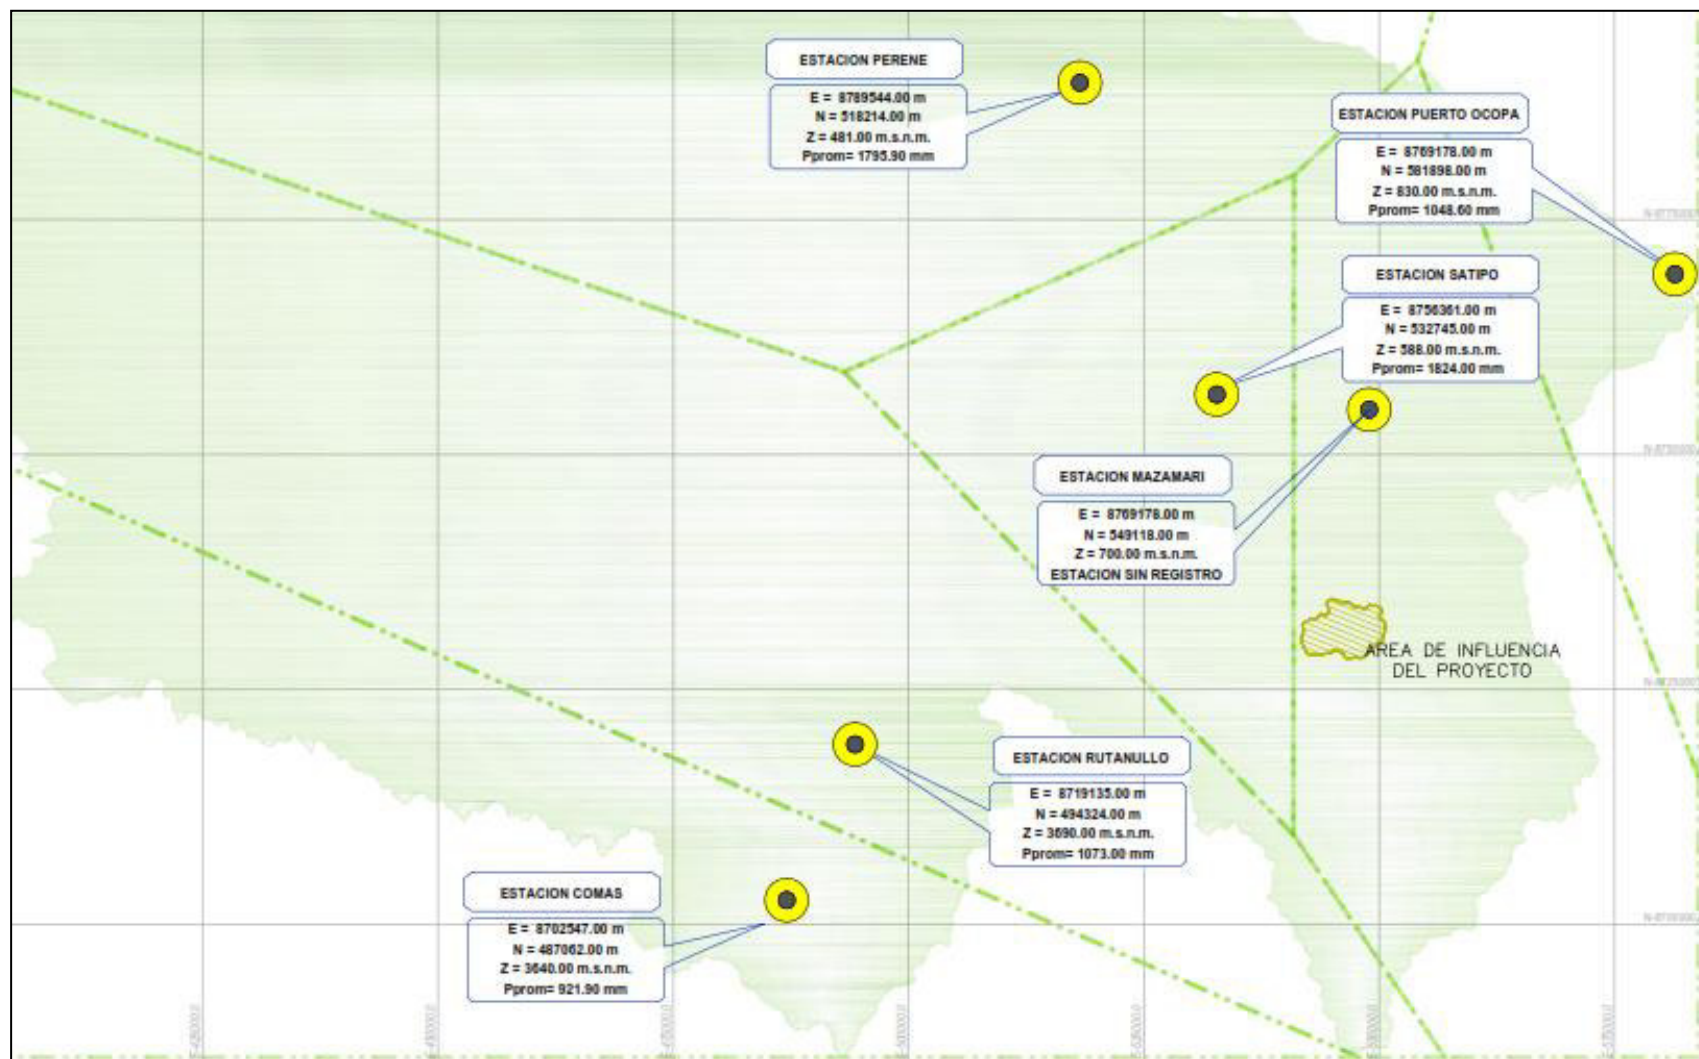 ESTACION PERENE
E = 8789544.00 m
N = 518214.00 m
Z = 481.00 m.s.n.m.
Pprom= 1795.90 mm
ESTACION PUERTO OCOPA
E = 8769178.00 m
N = 581898.00 m
Z = 830.00 m.s.n.m.
Pprom= 1048.60 mm
ESTACION SATIPO
E = 8756361.00 m
N = 532745.00 m
Z = 588.00 m.s.n.m.
Pprom= 1824.00 mm
ESTACION MAZAMARI
E = 8769178.00 m
N = 549118.00 m
Z = 700.00 m.s.n.m.
ESTACION SIN REGISTRO
AREA DE INFLUENCIA
DEL PROYECTO
ESTACION RUTANULLO
E = 8719135.00 m
N = 494324.00 m
Z = 3690.00 m.s.n.m.
Pprom= 1073.00 mm
ESTACION COMAS
E = 8702547.00 m
N = 487062.00 m
Z = 3640.00 m.s.n.m.
Pprom= 921.90 mm